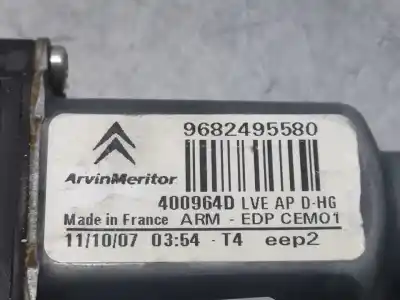 9682495580
ArvinMeritor
400964D LVE AP D-HG
Made in France ARM - EDP CEM01
11/10/07 03:54 - T4 eep2